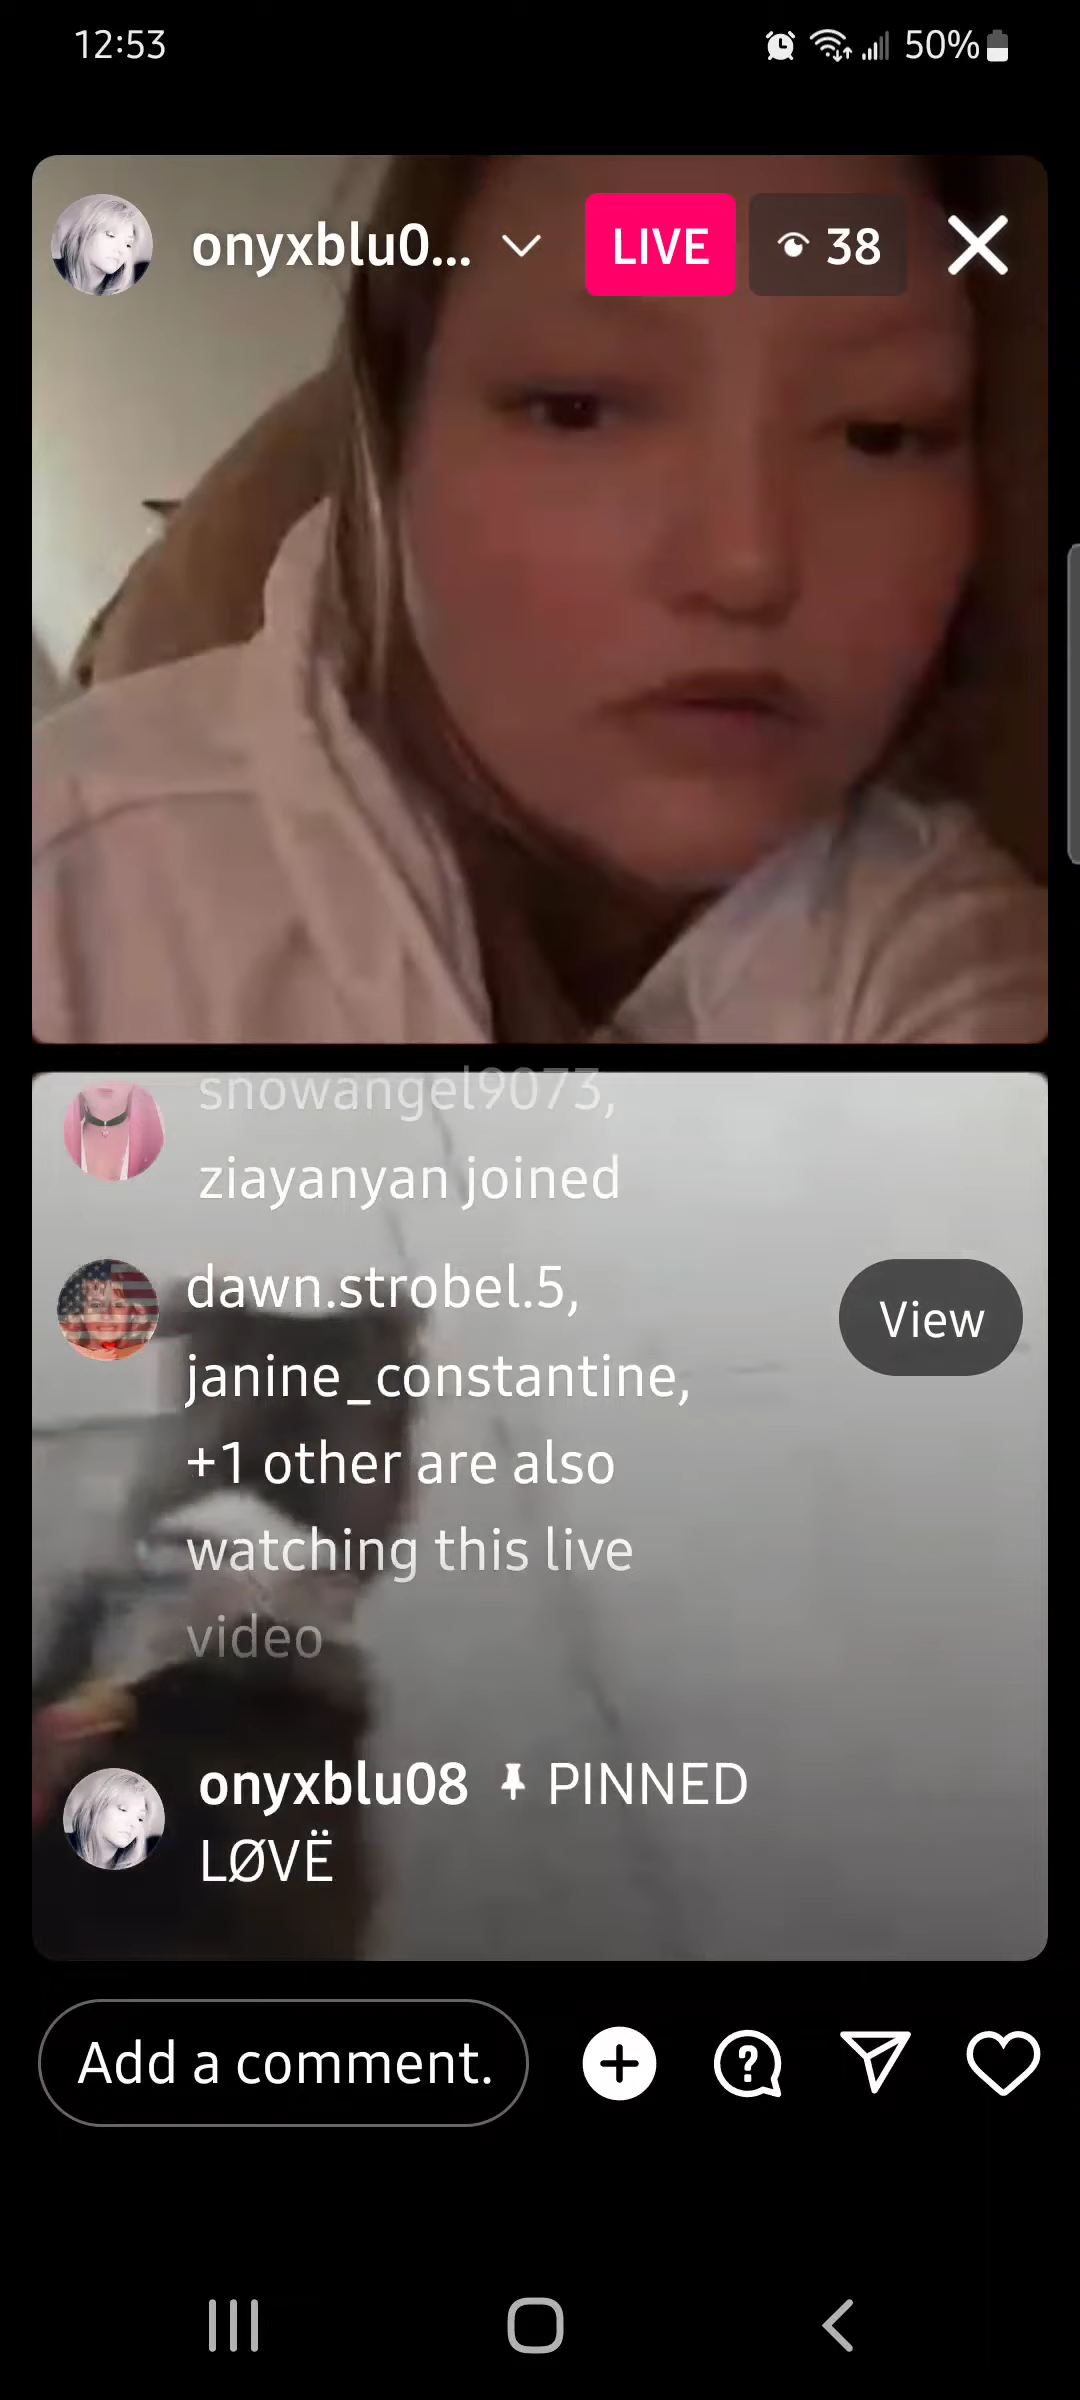 12:53
50%
onyxblu0...
LIVE
38
snowangel9073,
ziayanyan joined
dawn.strobel.5,
janine_constantine,
+1 other are also
watching this live
video
View
onyxblu08 PINNED
LØVË
Add a comment.